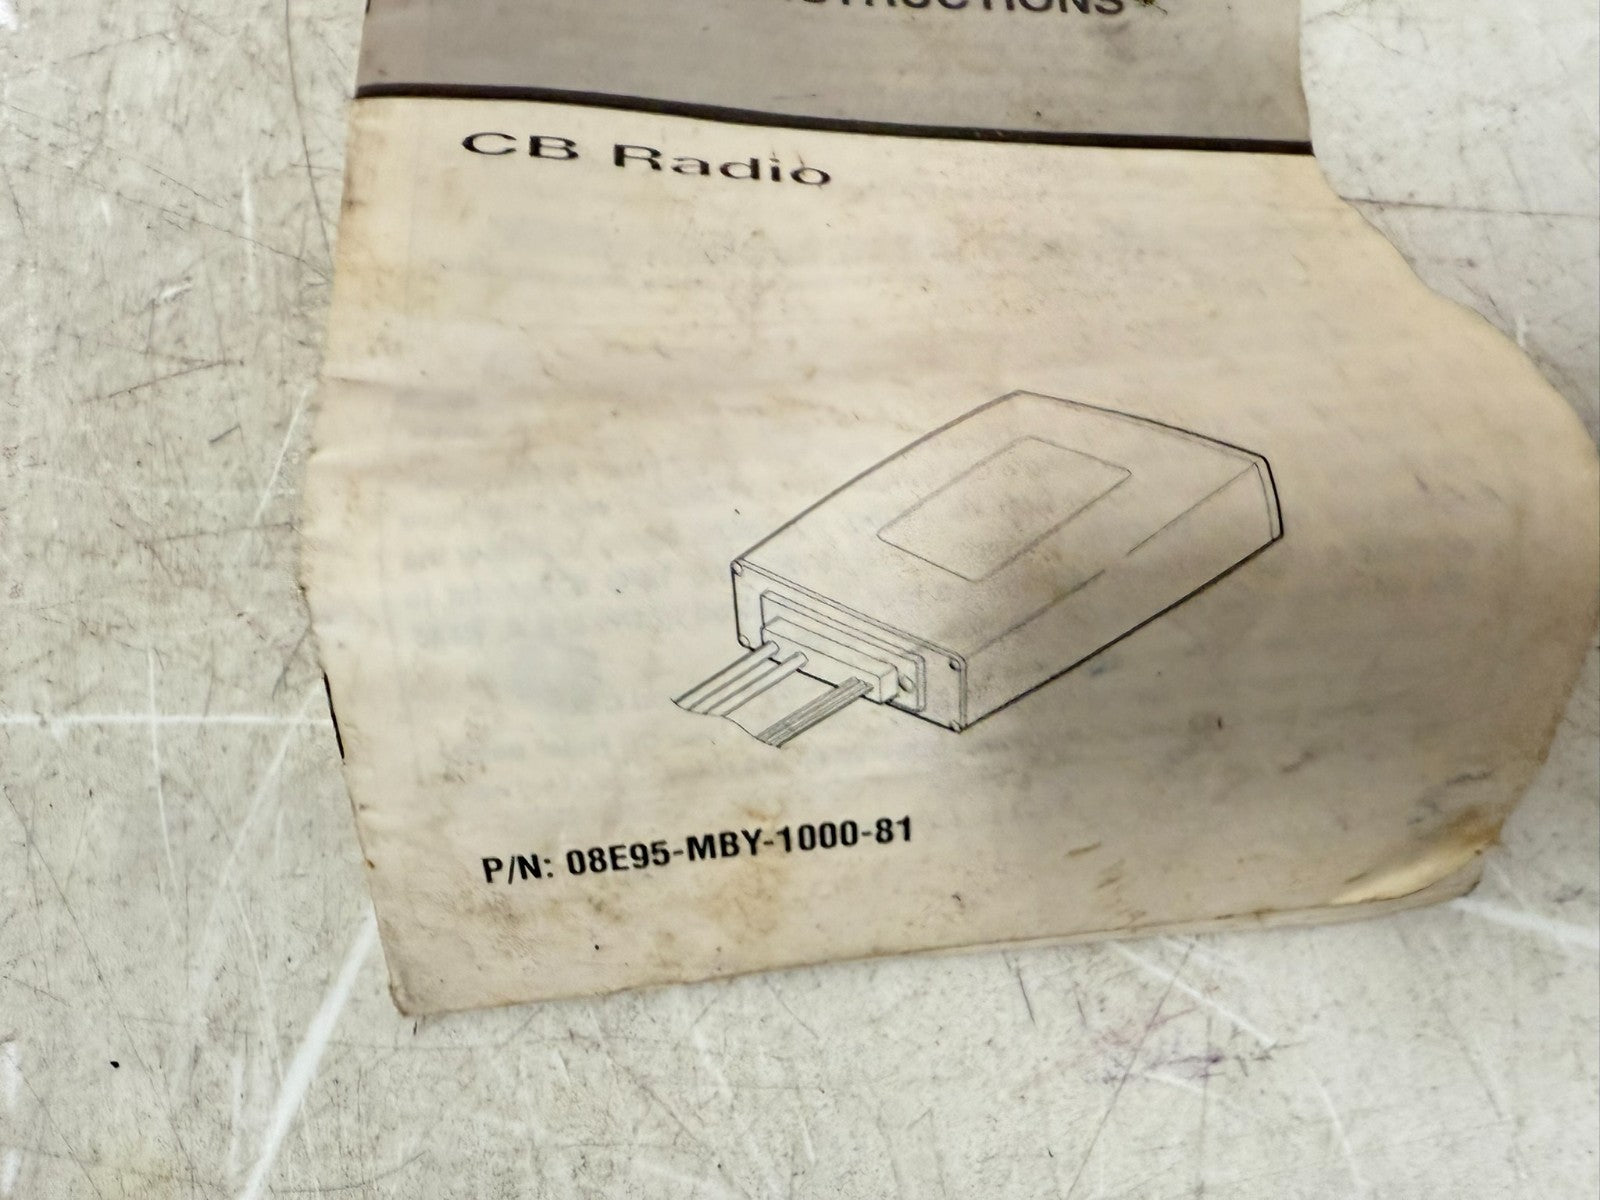 CB Radio
P/N: 08E95-MBY-1000-81